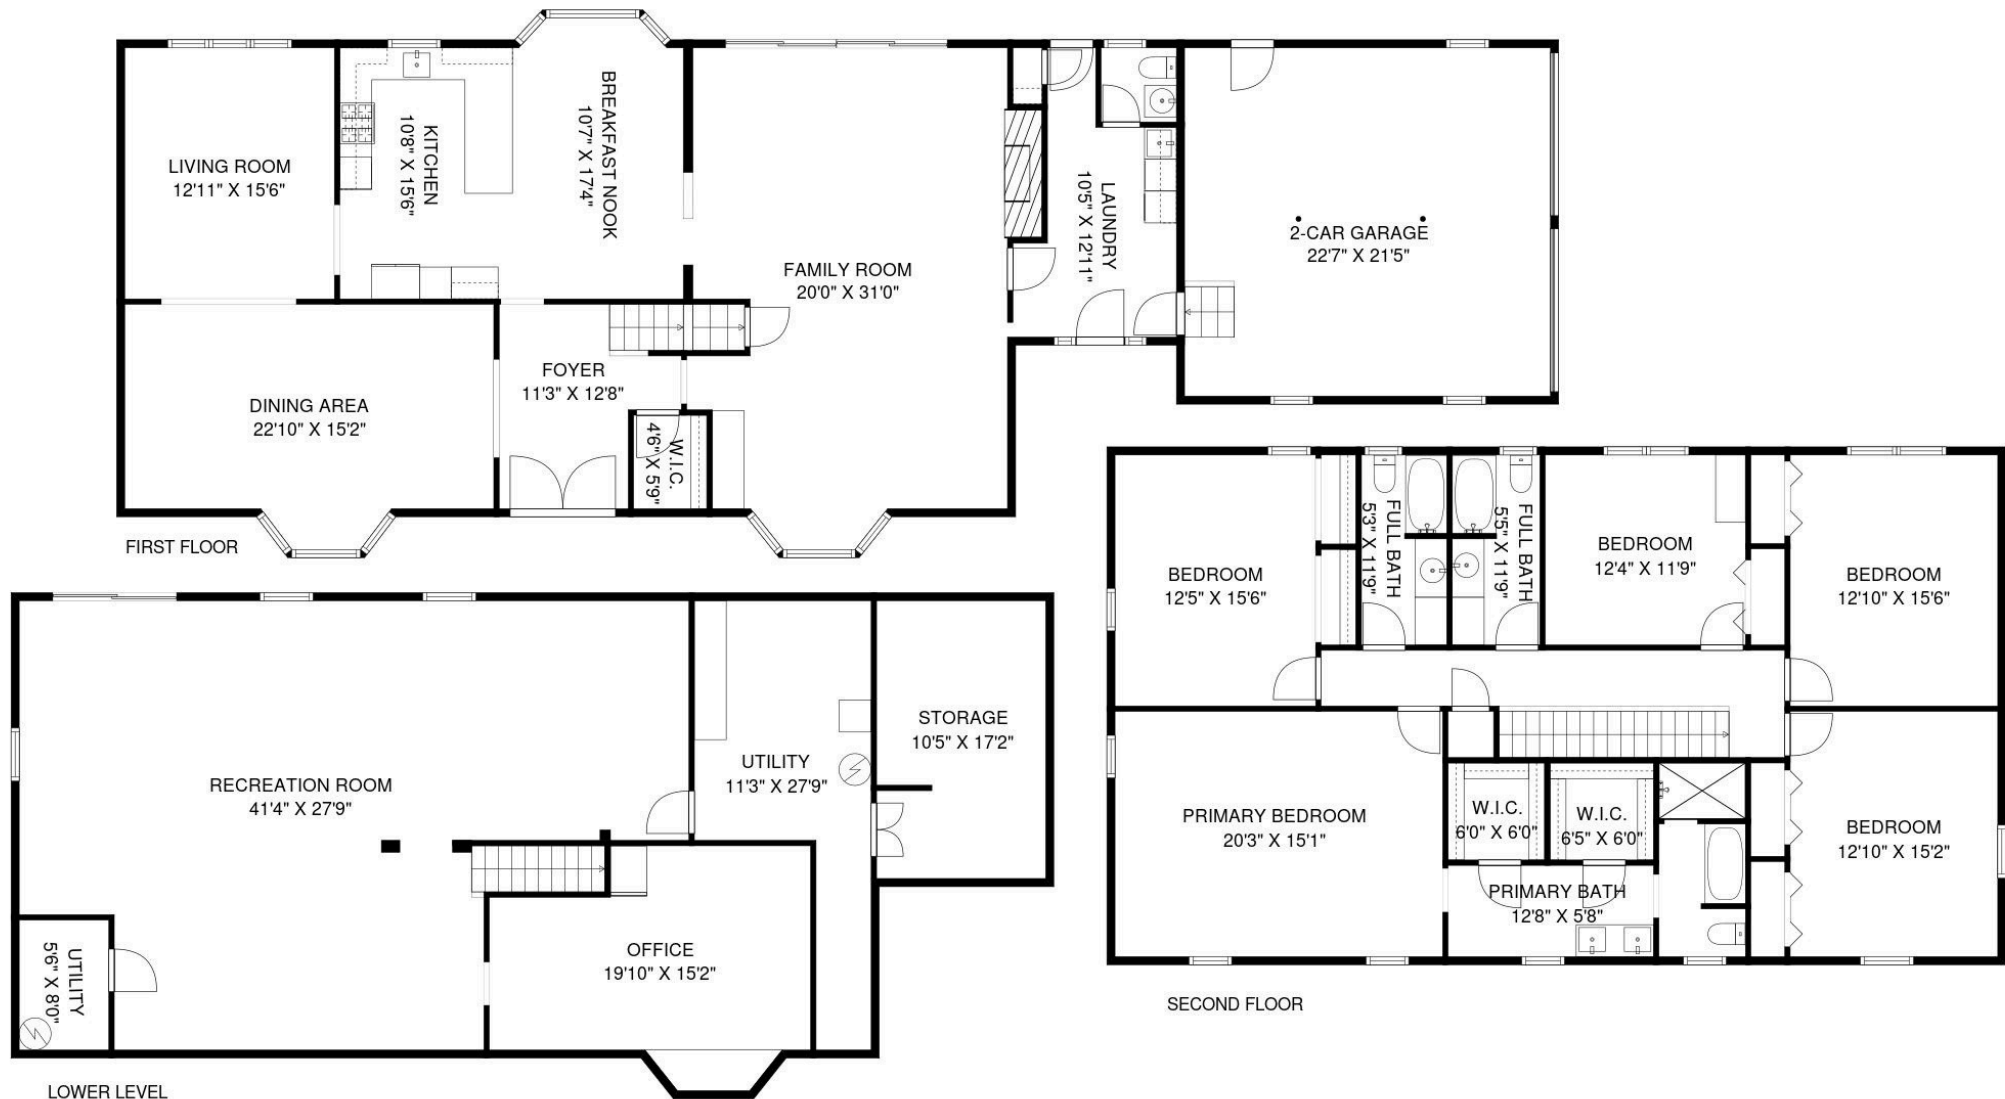 LIVING ROOM
12'11" X 15'6"
KITCHEN
10'8" X 15'6"
BREAKFAST NOOK
10'7" X 17'4"
FAMILY ROOM
20'0" X 31'0"
LAUNDRY
10'5" X 12'11"
2-CAR GARAGE
22'7" X 21'5"
DINING AREA
22'10" X 15'2"
FOYER
11'3" X 12'8"
W.I.C.
4'6" X 5'9"
FIRST FLOOR
BEDROOM
12'5" X 15'6"
FULL BATH
5'3" X 11'9"
FULL BATH
5'5" X 11'9"
BEDROOM
12'4" X 11'9"
BEDROOM
12'10" X 15'6"
PRIMARY BEDROOM
20'3" X 15'1"
W.I.C.
6'0" X 6'0"
W.I.C.
6'5" X 6'0"
PRIMARY BATH
12'8" X 5'8"
BEDROOM
12'10" X 15'2"
SECOND FLOOR
RECREATION ROOM
41'4" X 27'9"
UTILITY
11'3" X 27'9"
STORAGE
10'5" X 17'2"
OFFICE
19'10" X 15'2"
UTILITY
5'6" X 8'0"
LOWER LEVEL